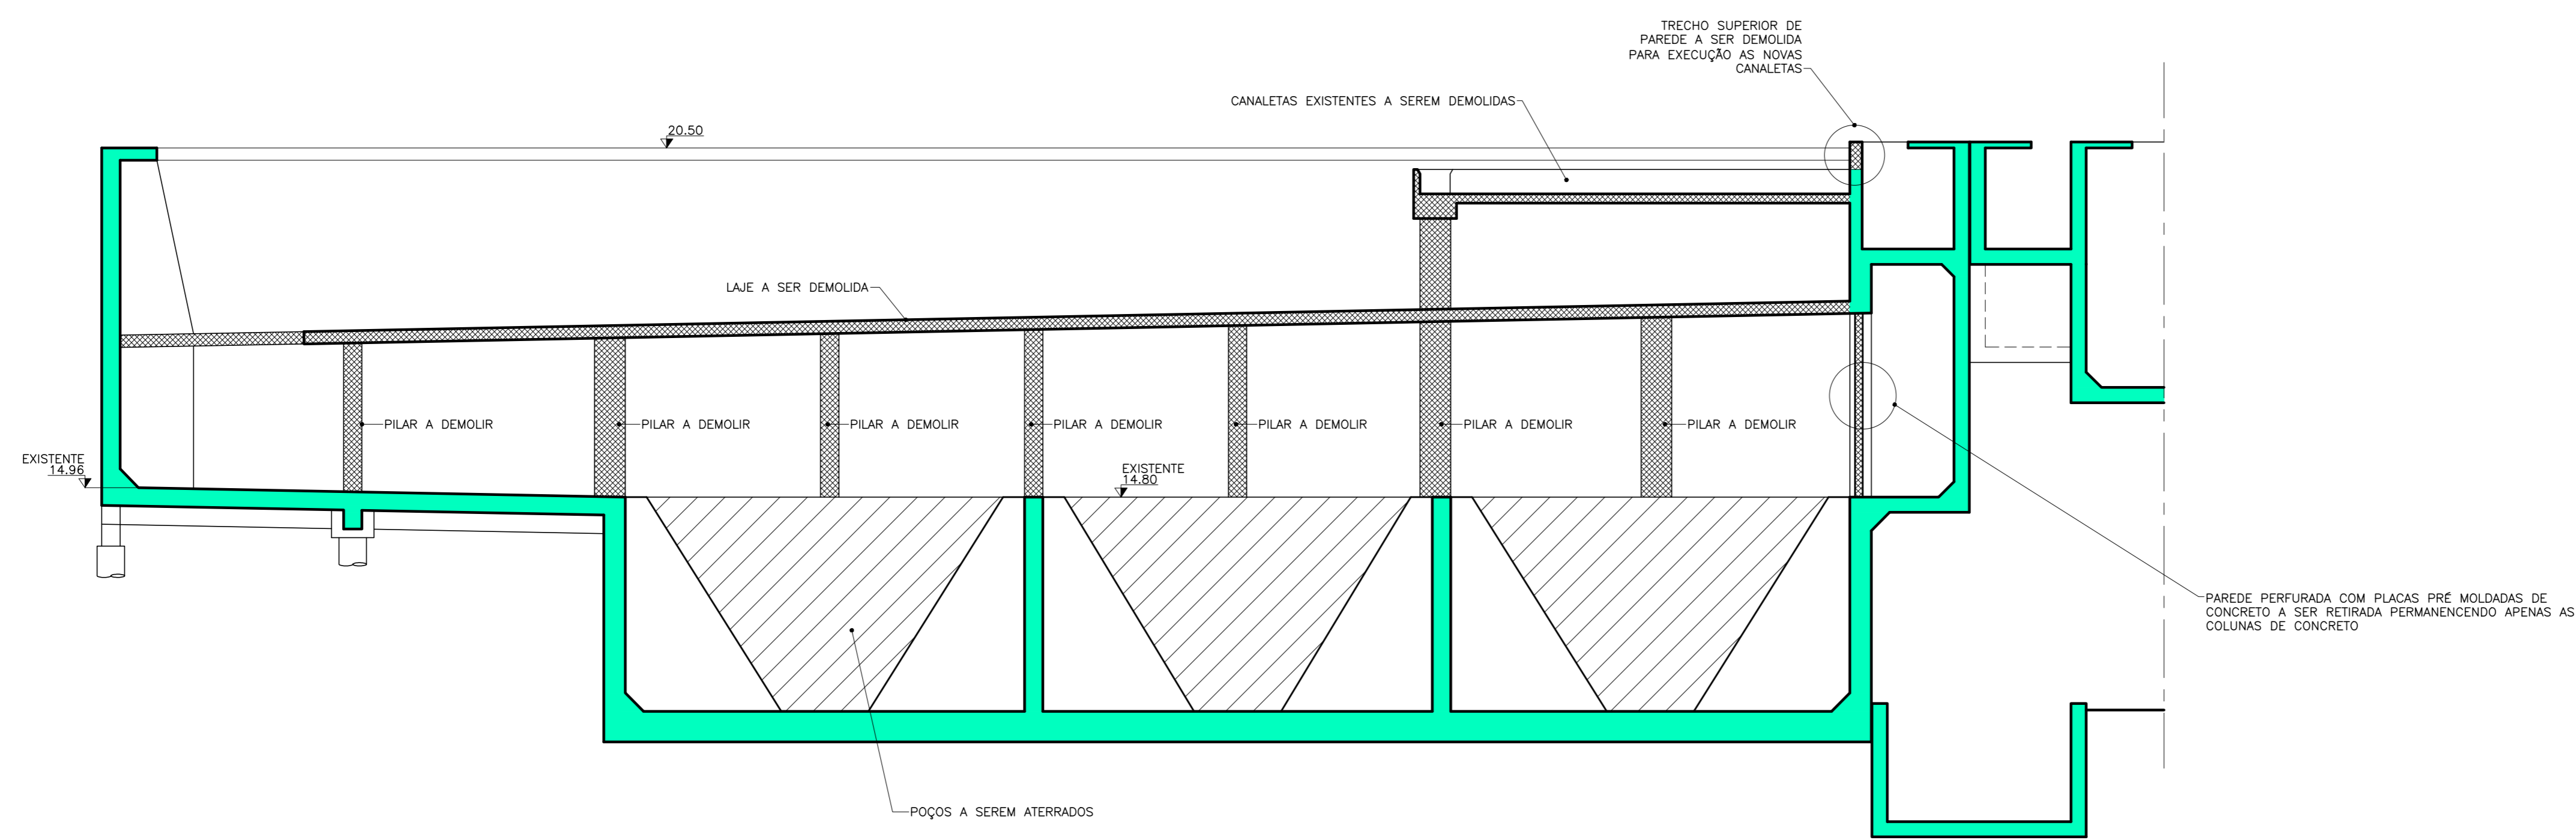 TRECHO SUPERIOR DE
PAREDE A SER DEMOLIDA
PARA EXECUÇÃO AS NOVAS
CANALETAS
CANALETAS EXISTENTES A SEREM DEMOLIDAS
20.50
LAJE A SER DEMOLIDA
PILAR A DEMOLIR
PILAR A DEMOLIR
PILAR A DEMOLIR
PILAR A DEMOLIR
PILAR A DEMOLIR
PILAR A DEMOLIR
PILAR A DEMOLIR
EXISTENTE
14.96
EXISTENTE
14.80
PAREDE PERFURADA COM PLACAS PRÉ MOLDADAS DE
CONCRETO A SER RETIRADA PERMANENCENDO APENAS AS
COLUNAS DE CONCRETO
POÇOS A SEREM ATERRADOS